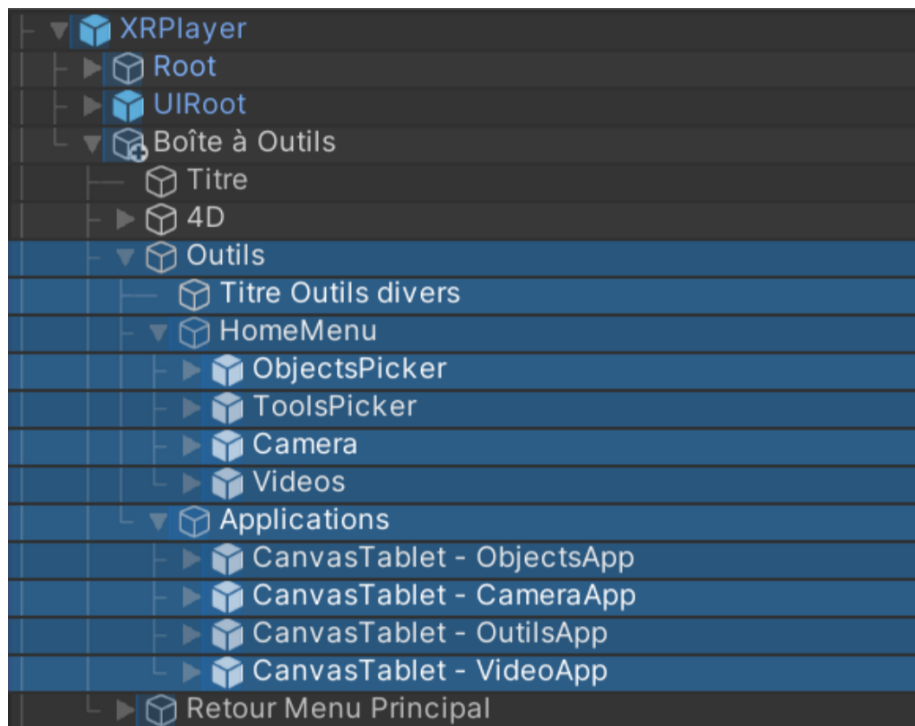 XRPlayer
Root
UIRoot
Boîte à Outils
Titre
4D
Outils
Titre Outils divers
HomeMenu
ObjectsPicker
ToolsPicker
Camera
Videos
Applications
CanvasTablet - ObjectsApp
CanvasTablet - CameraApp
CanvasTablet - OutilsApp
CanvasTablet - VideoApp
Retour Menu Principal